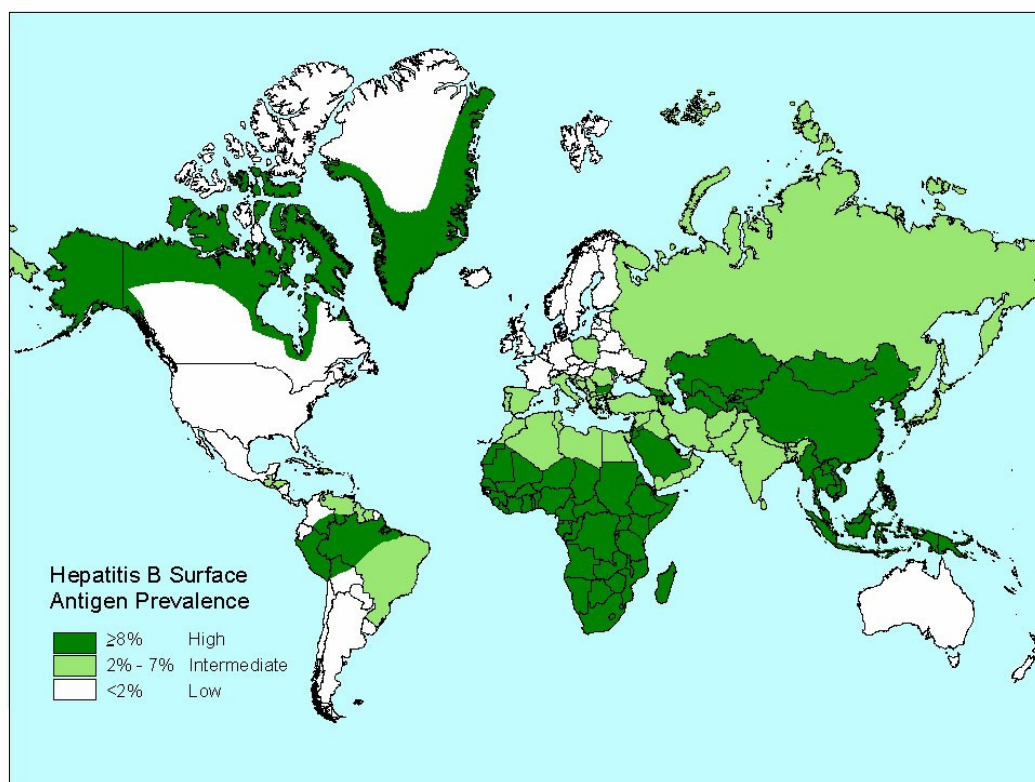 Hepatitis B Surface
Antigen Prevalence
≥8% High
2% - 7% Intermediate
<2% Low